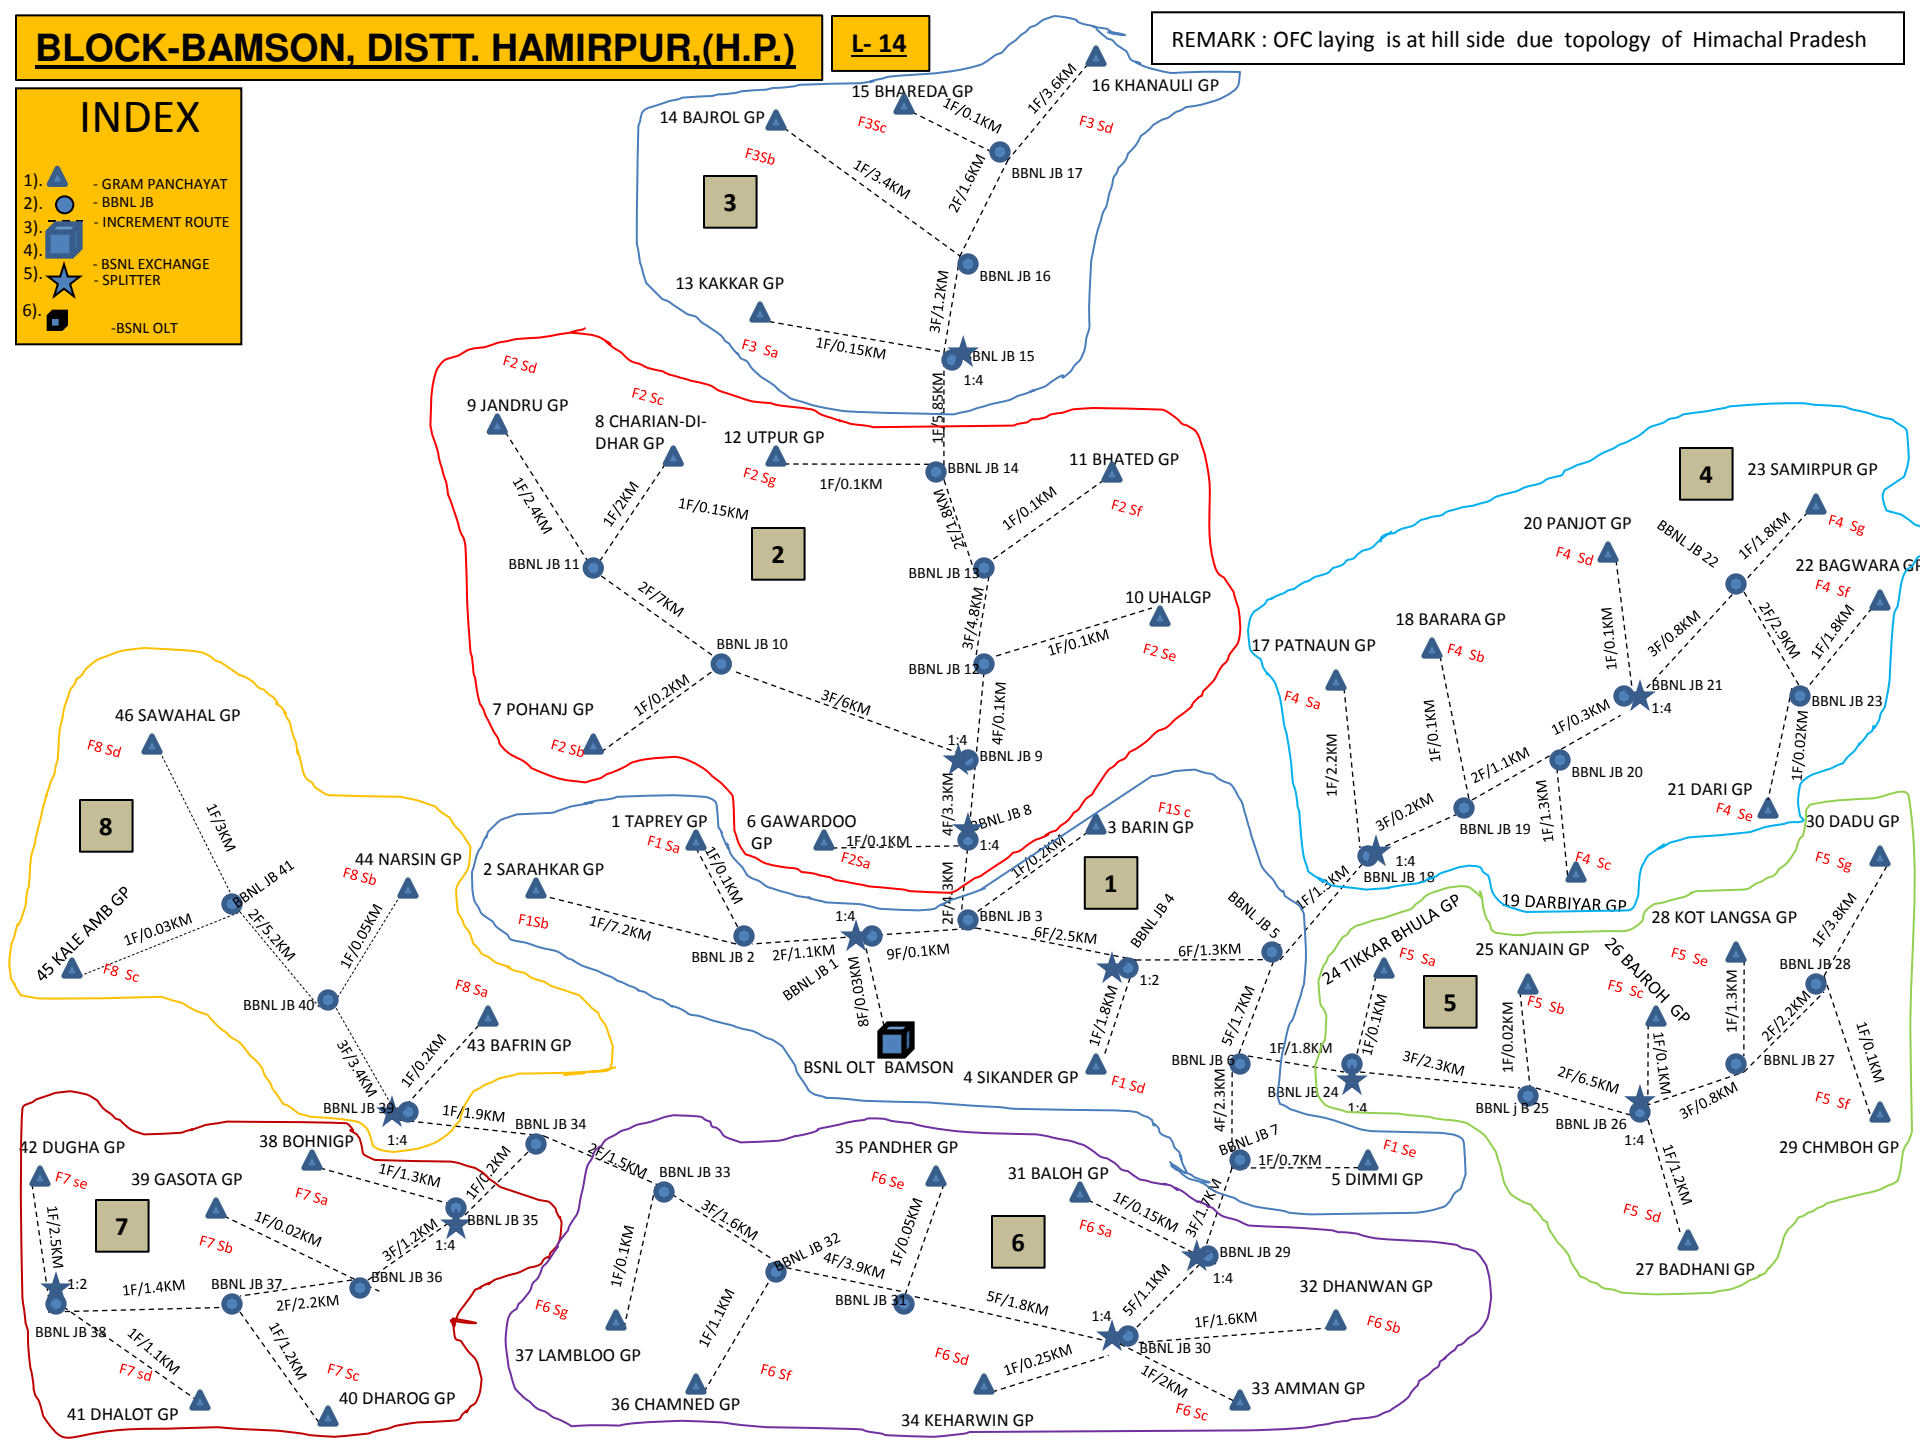 BLOCK-BAMSON, DISTT. HAMIRPUR,(H.P.)
L- 14
REMARK : OFC laying is at hill side due topology of Himachal Pradesh
INDEX
1). - GRAM PANCHAYAT
2). - BBNL JB
3). - INCREMENT ROUTE
4). - BSNL EXCHANGE
5). - SPLITTER
6). -BSNL OLT
16 KHANAULI GP
F3 Sd
1F/3.6KM
15 BHAREDA GP
F3Sc
1F/0.1KM
14 BAJROL GP
F3Sb
1F/3.4KM
BBNL JB 17
2F/1.6KM
3
BBNL JB 16
3F/1.2KM
13 KAKKAR GP
F3 Sa
1F/0.15KM
BBNL JB 15
1:4
1F/5.85KM
F2 Sd
F2 Sc
9 JANDRU GP
8 CHARIAN-DI-
DHAR GP
12 UTPUR GP
F2 Sg
1F/0.1KM
BBNL JB 14
11 BHATED GP
F2 Sf
1F/0.1KM
1F/2.4KM
1F/2KM
1F/0.15KM
2F/1.8KM
2
BBNL JB 11
BBNL JB 13
2F/7KM
3F/4.8KM
10 UHALGP
F2 Se
1F/0.1KM
BBNL JB 10
BBNL JB 12
7 POHANJ GP
F2 Sb
1F/0.2KM
3F/6KM
4F/0.1KM
1:4
BBNL JB 9
4F/3.3KM
BBNL JB 8
1:4
6 GAWARDOO
GP
F2Sa
1F/0.1KM
2F/4.3KM
4
23 SAMIRPUR GP
F4 Sg
1F/1.8KM
20 PANJOT GP
F4 Sd
BBNL JB 22
22 BAGWARA GP
F4 Sf
1F/1.8KM
2F/2.9KM
3F/0.8KM
1F/0.1KM
18 BARARA GP
F4 Sb
17 PATNAUN GP
F4 Sa
1F/2.2KM
1F/0.1KM
1F/0.3KM
BBNL JB 21
1:4
BBNL JB 23
1F/0.02KM
BBNL JB 20
2F/1.1KM
3F/0.2KM
BBNL JB 19
1F/1.3KM
21 DARI GP
F4 Se
1:4
BBNL JB 18
F4 Sc
19 DARBIYAR GP
1F/1.3KM
1 TAPREY GP
F1 Sa
1F/0.1KM
2 SARAHKAR GP
F1Sb
1F/7.2KM
BBNL JB 2
2F/1.1KM
1:4
BBNL JB 1
9F/0.1KM
8F/0.03KM
BSNL OLT BAMSON
BBNL JB 3
1F/0.2KM
3 BARIN GP
F1S c
1
6F/2.5KM
BBNL JB 4
1:2
6F/1.3KM
BBNL JB 5
1F/1.8KM
4 SIKANDER GP
F1 Sd
5F/1.7KM
BBNL JB 6
1F/1.8KM
4F/2.3KM
BBNL JB 7
1F/0.7KM
5 DIMMI GP
F1 Se
3F/1.7KM
30 DADU GP
F5 Sg
1F/3.8KM
28 KOT LANGSA GP
F5 Se
1F/1.3KM
BBNL JB 28
24 TIKKAR BHULA GP
F5 Sa
1F/0.1KM
25 KANJAIN GP
F5 Sb
1F/0.02KM
26 BAJROH GP
F5 Sc
1F/0.1KM
5
BBNL JB 24
1:4
3F/2.3KM
BBNL j B 25
2F/6.5KM
BBNL JB 26
1:4
3F/0.8KM
BBNL JB 27
2F/2.2KM
1F/0.1KM
F5 Sf
29 CHMBOH GP
1F/1.2KM
F5 Sd
27 BADHANI GP
8
46 SAWAHAL GP
F8 Sd
1F/3KM
44 NARSIN GP
F8 Sb
1F/0.05KM
BBNL JB 41
45 KALE AMB GP
F8 Sc
1F/0.03KM
2F/5.2KM
BBNL JB 40
F8 Sa
43 BAFRIN GP
1F/0.2KM
3F/3.4KM
BBNL JB 39
1:4
1F/1.9KM
BBNL JB 34
2F/1.5KM
1F/0.2KM
42 DUGHA GP
F7 se
1F/2.5KM
38 BOHNIGP
F7 Sa
1F/1.3KM
39 GASOTA GP
F7 Sb
1F/0.02KM
7
BBNL JB 35
1:4
3F/1.2KM
BBNL JB 36
BBNL JB 37
2F/2.2KM
1F/1.4KM
1:2
BBNL JB 38
1F/1.1KM
F7 sd
41 DHALOT GP
1F/1.2KM
F7 Sc
40 DHAROG GP
BBNL JB 33
3F/1.6KM
1F/0.1KM
F6 Sg
37 LAMBLOO GP
BBNL JB 32
1F/1.1KM
F6 Sf
36 CHAMNED GP
4F/3.9KM
35 PANDHER GP
F6 Se
1F/0.05KM
BBNL JB 31
6
31 BALOH GP
F6 Sa
1F/0.15KM
BBNL JB 29
1:4
5F/1.1KM
5F/1.8KM
1:4
BBNL JB 30
32 DHANWAN GP
F6 Sb
1F/1.6KM
1F/0.25KM
F6 Sd
34 KEHARWIN GP
1F/2KM
F6 Sc
33 AMMAN GP